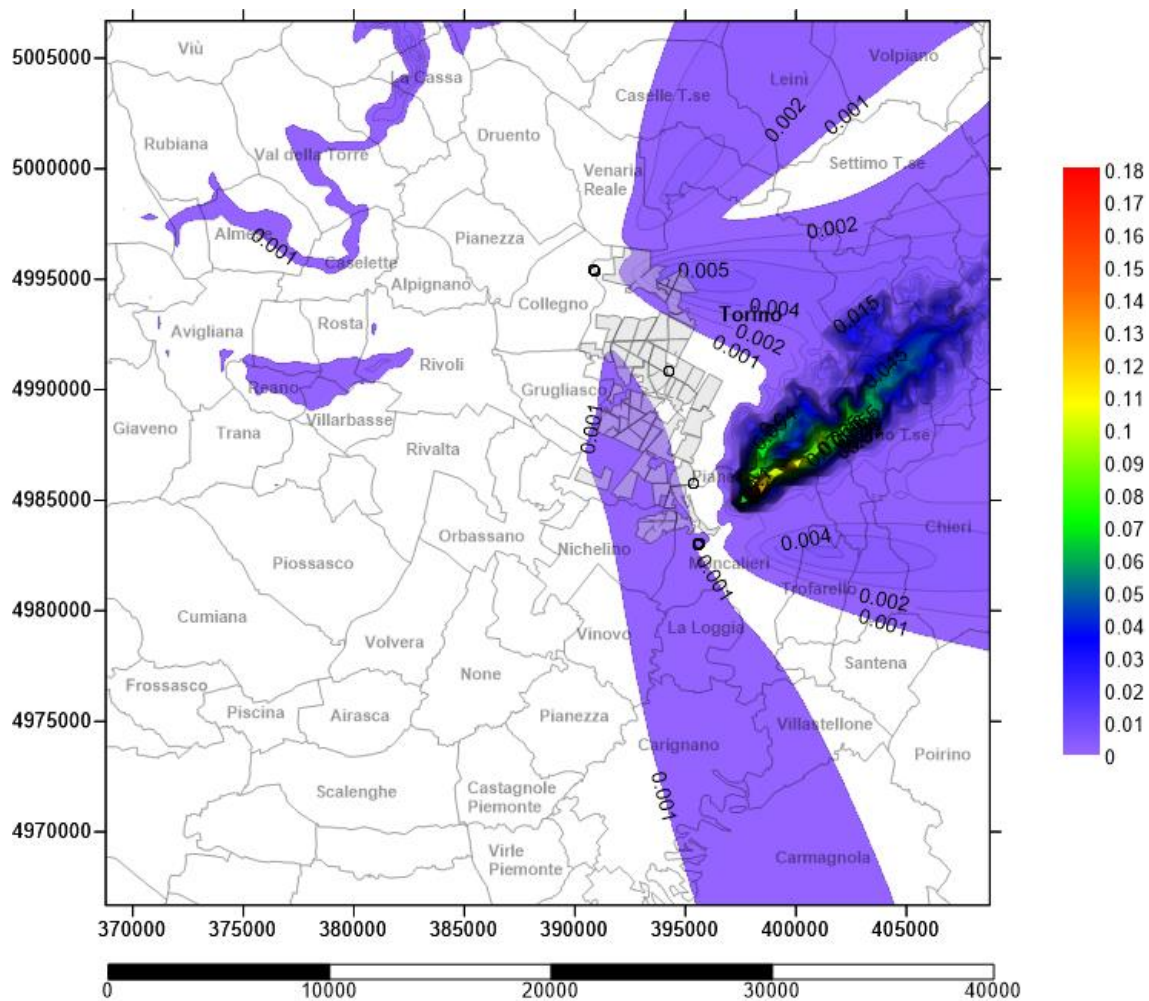 5005000
5000000
4995000
4990000
4985000
4980000
4975000
4970000
Viù
La Cassa
Caselle T.se
Leinì
Volpiano
0.002
0.001
Rubiana
Val della Torre
Druento
Venaria
Reale
Settimo T.se
0.002
0.001
Caselette
Pianezza
Alpignano
Collegno
0.005
0.004
Torino
0.002
0.001
0.015
Avigliana
Rosta
Rivoli
0.045
Reano
Grugliasco
0.001
Villarbasse
Giaveno
Trana
Rivalta
Orbassano
Nichelino
Piossasco
0.004
Chieri
Moncalieri
0.001
Trofarello
0.002
0.001
Cumiana
Volvera
Vinovo
La Loggia
Santena
Frossasco
None
Piscina
Airasca
Pianezza
Villastellone
Carignano
Poirino
0.001
Scalenghe
Castagnole
Piemonte
Virle
Piemonte
Carmagnola
370000 375000 380000 385000 390000 395000 400000 405000
0 10000 20000 30000 40000
0.18
0.17
0.16
0.15
0.14
0.13
0.12
0.11
0.1
0.09
0.08
0.07
0.06
0.05
0.04
0.03
0.02
0.01
0